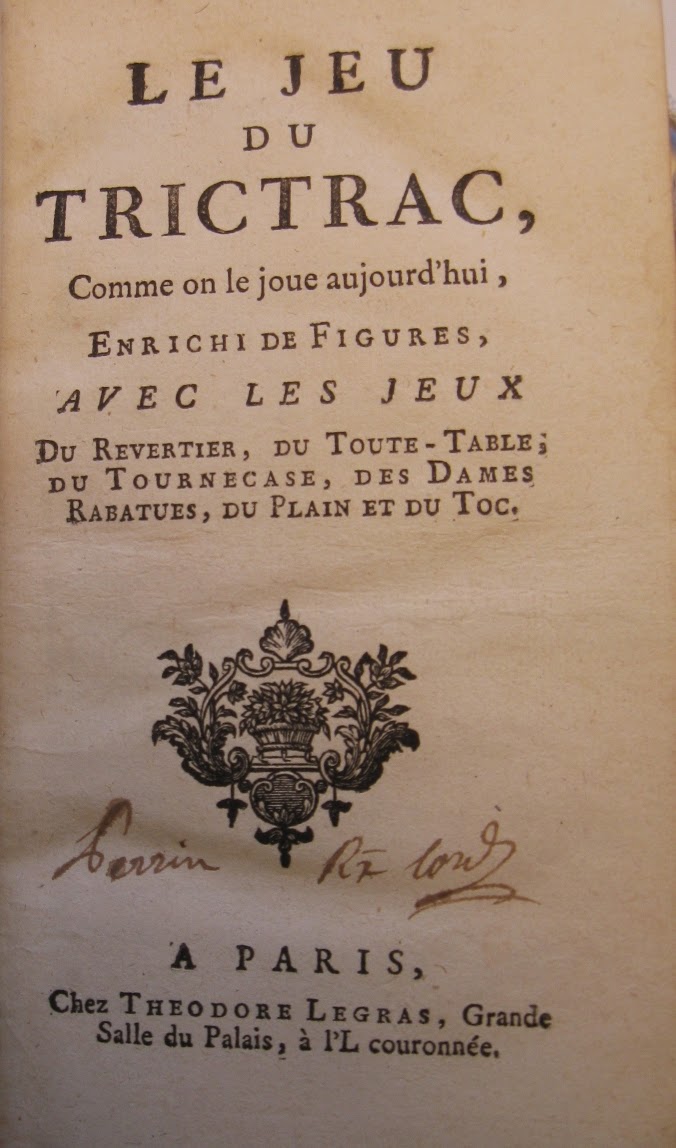 LE JEU
DU
TRICTRAC,
Comme on le joue aujourd'hui,
ENRICHI DE FIGURES,
AVEC LES JEUX
DU REVERTIER, DU TOUTE-TABLE;
DU TOURNECASE, DES DAMES
RABATUES, DU PLAIN ET DU TOC.
Perrin
A PARIS,
Chez THEODORE LEGRAS, Grande
Salle du Palais, à l'L couronnée.